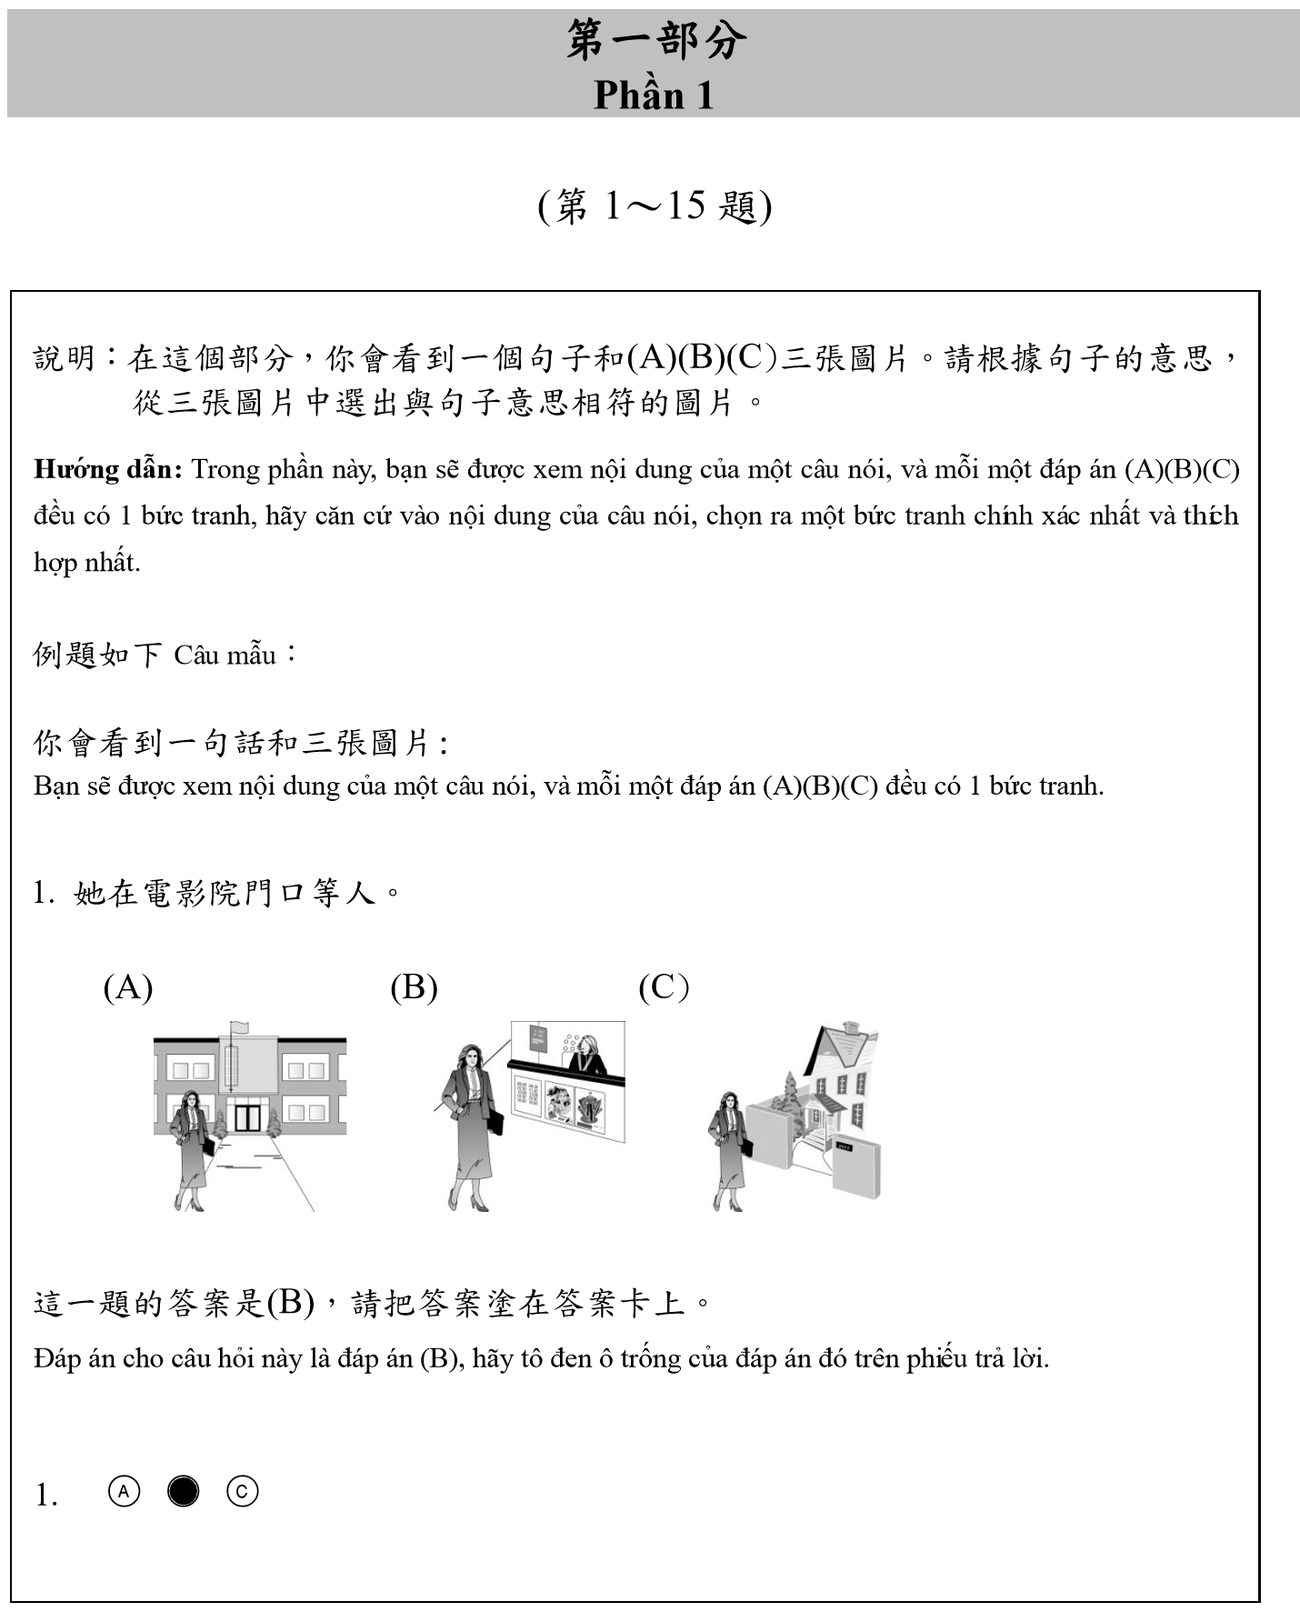 第一部分
Phần 1
(第 1～15 題)
說明：在這個部分，你會看到一個句子和(A)(B)(C)三張圖片。請根據句子的意思，
從三張圖片中選出與句子意思相符的圖片。
Hướng dẫn: Trong phần này, bạn sẽ được xem nội dung của một câu nói, và mỗi một đáp án (A)(B)(C)
đều có 1 bức tranh, hãy căn cứ vào nội dung của câu nói, chọn ra một bức tranh chính xác nhất và thích
hợp nhất.
例題如下 Câu mẫu：
你會看到一句話和三張圖片:
Bạn sẽ được xem nội dung của một câu nói, và mỗi một đáp án (A)(B)(C) đều có 1 bức tranh.
1. 她在電影院門口等人。
(A) (B) (C)
這一題的答案是(B)，請把答案塗在答案卡上。
Đáp án cho câu hỏi này là đáp án (B), hãy tô đen ô trống của đáp án đó trên phiếu trả lời.
1. A C